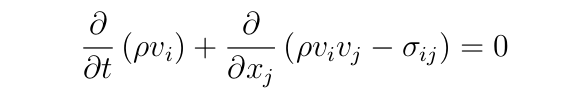 ∂/∂t (ρv_i) + ∂/∂x_j (ρv_i v_j − σ_ij) = 0